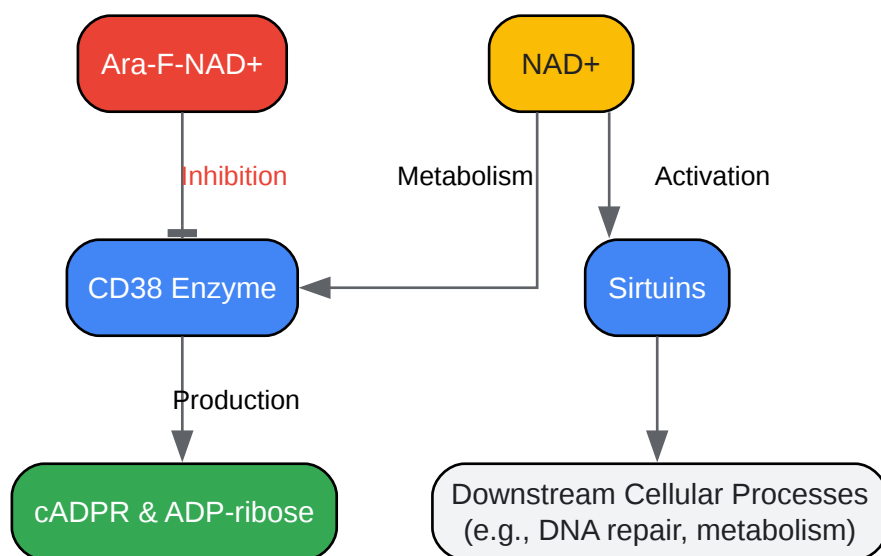 Ara-F-NAD+
NAD+
Inhibition
Metabolism
Activation
CD38 Enzyme
Sirtuins
Production
cADPR & ADP-ribose
Downstream Cellular Processes
(e.g., DNA repair, metabolism)